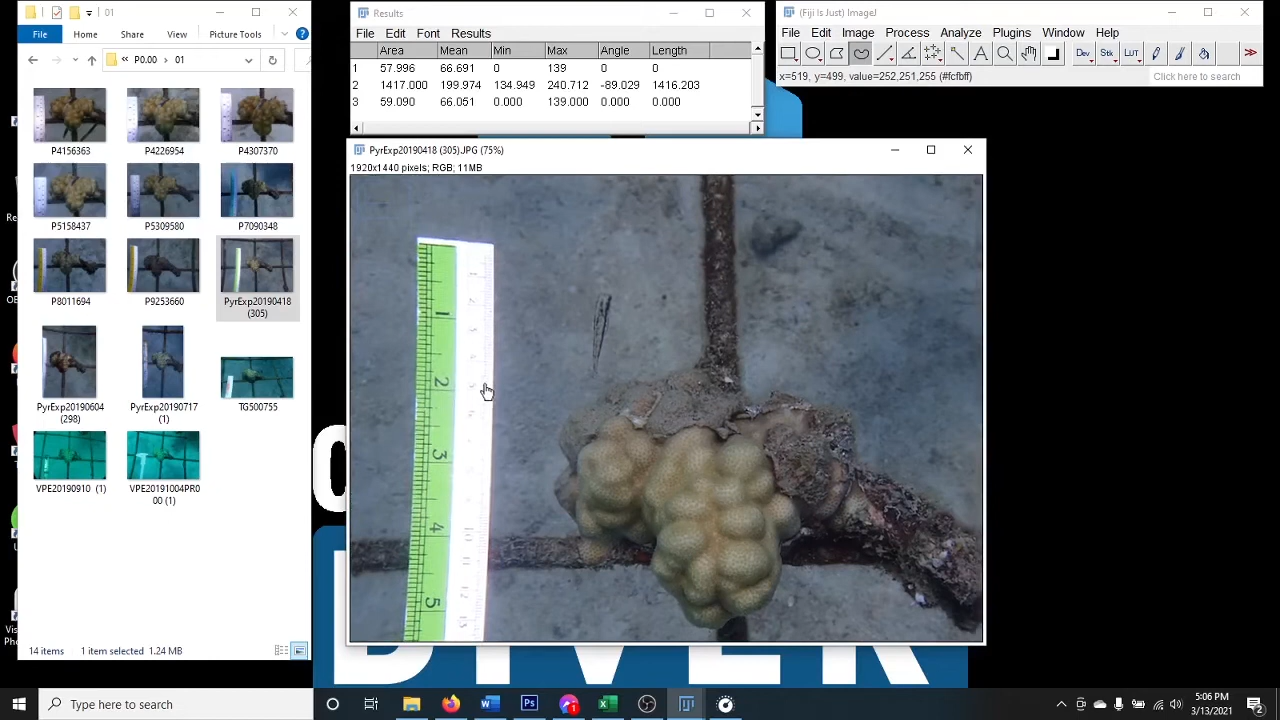 01
File Home Share View Picture Tools
P0.00 01
P4156363 P4226954 P4307370
P5158437 P5309580 P7090348
P8011694 P9253660 PyrExp20190418
(305)
PyrExp20190604 PyrExp20190717 TG500755
(298) (1)
VPE20190910 (1) VPE20191004PR0
00 (1)
14 items 1 item selected 1.24 MB
Results
File Edit Font Results
Area Mean Min Max Angle Length
1 57.996 66.691 0 139 0 0
2 1417.000 199.974 134.949 240.712 -89.029 1416.203
3 59.090 66.051 0.000 139.000 0.000 0.000
(Fiji Is Just) ImageJ
File Edit Image Process Analyze Plugins Window Help
Dev Stk LUT
x=519, y=499, value=252,251,255 (#fcfbff) Click here to search
PyrExp20190418 (305).JPG (75%)
1920x1440 pixels; RGB; 11MB
1
2
3
4
5
DIVER
Type here to search
5:06 PM
3/13/2021